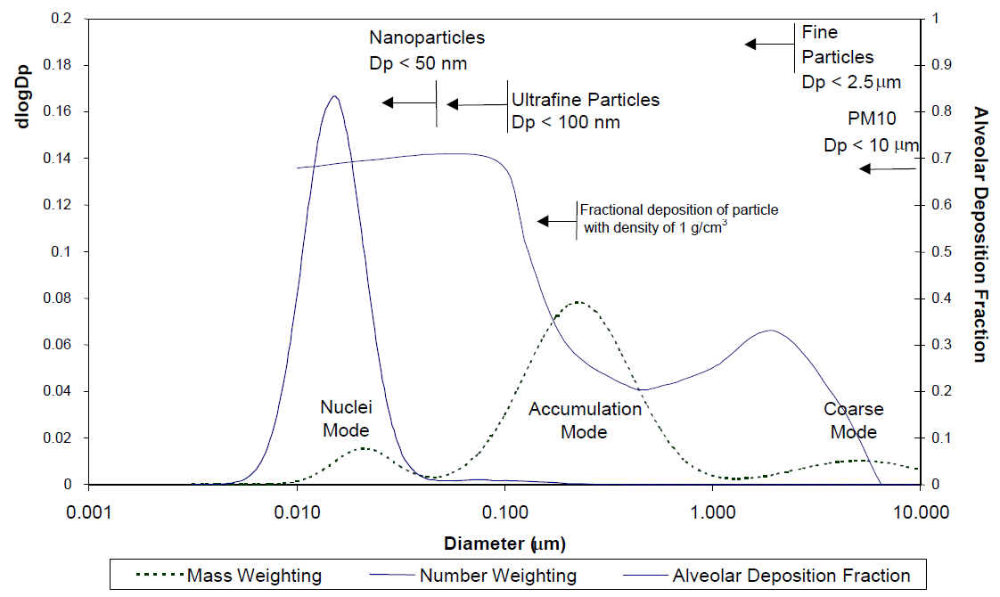 0.2
0.18
0.16
0.14
0.12
0.1
0.08
0.06
0.04
0.02
0
dlogDp
Nanoparticles
Dp < 50 nm
Ultrafine Particles
Dp < 100 nm
Fine
Particles
Dp < 2.5 μm
PM10
Dp < 10 μm
Fractional deposition of particle
with density of 1 g/cm³
Nuclei
Mode
Accumulation
Mode
Coarse
Mode
1
0.9
0.8
0.7
0.6
0.5
0.4
0.3
0.2
0.1
0
Alveolar Deposition Fraction
0.001 0.010 0.100 1.000 10.000
Diameter (μm)
Mass Weighting Number Weighting Alveolar Deposition Fraction